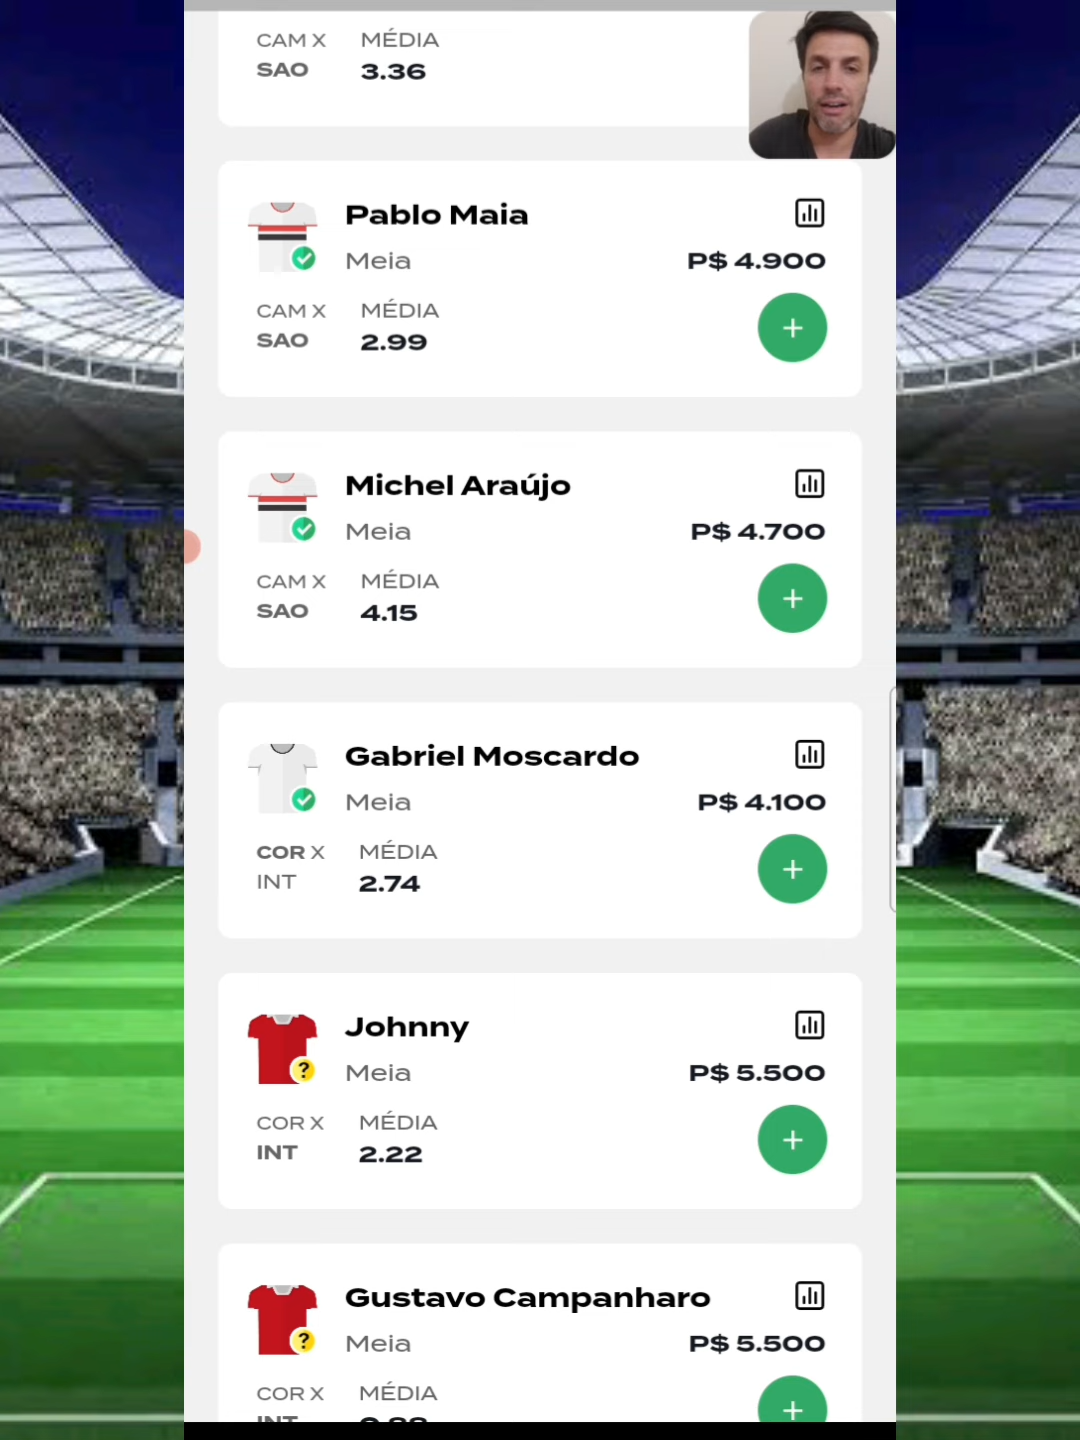 CAM X MÉDIA
SAO 3.36
Pablo Maia
Meia P$ 4.900
CAM X MÉDIA
SAO 2.99 +
Michel Araújo
Meia P$ 4.700
CAM X MÉDIA
SAO 4.15 +
Gabriel Moscardo
Meia P$ 4.100
COR X MÉDIA
INT 2.74 +
Johnny
? Meia P$ 5.500
COR X MÉDIA
INT 2.22 +
Gustavo Campanharo
? Meia P$ 5.500
COR X MÉDIA
INT +